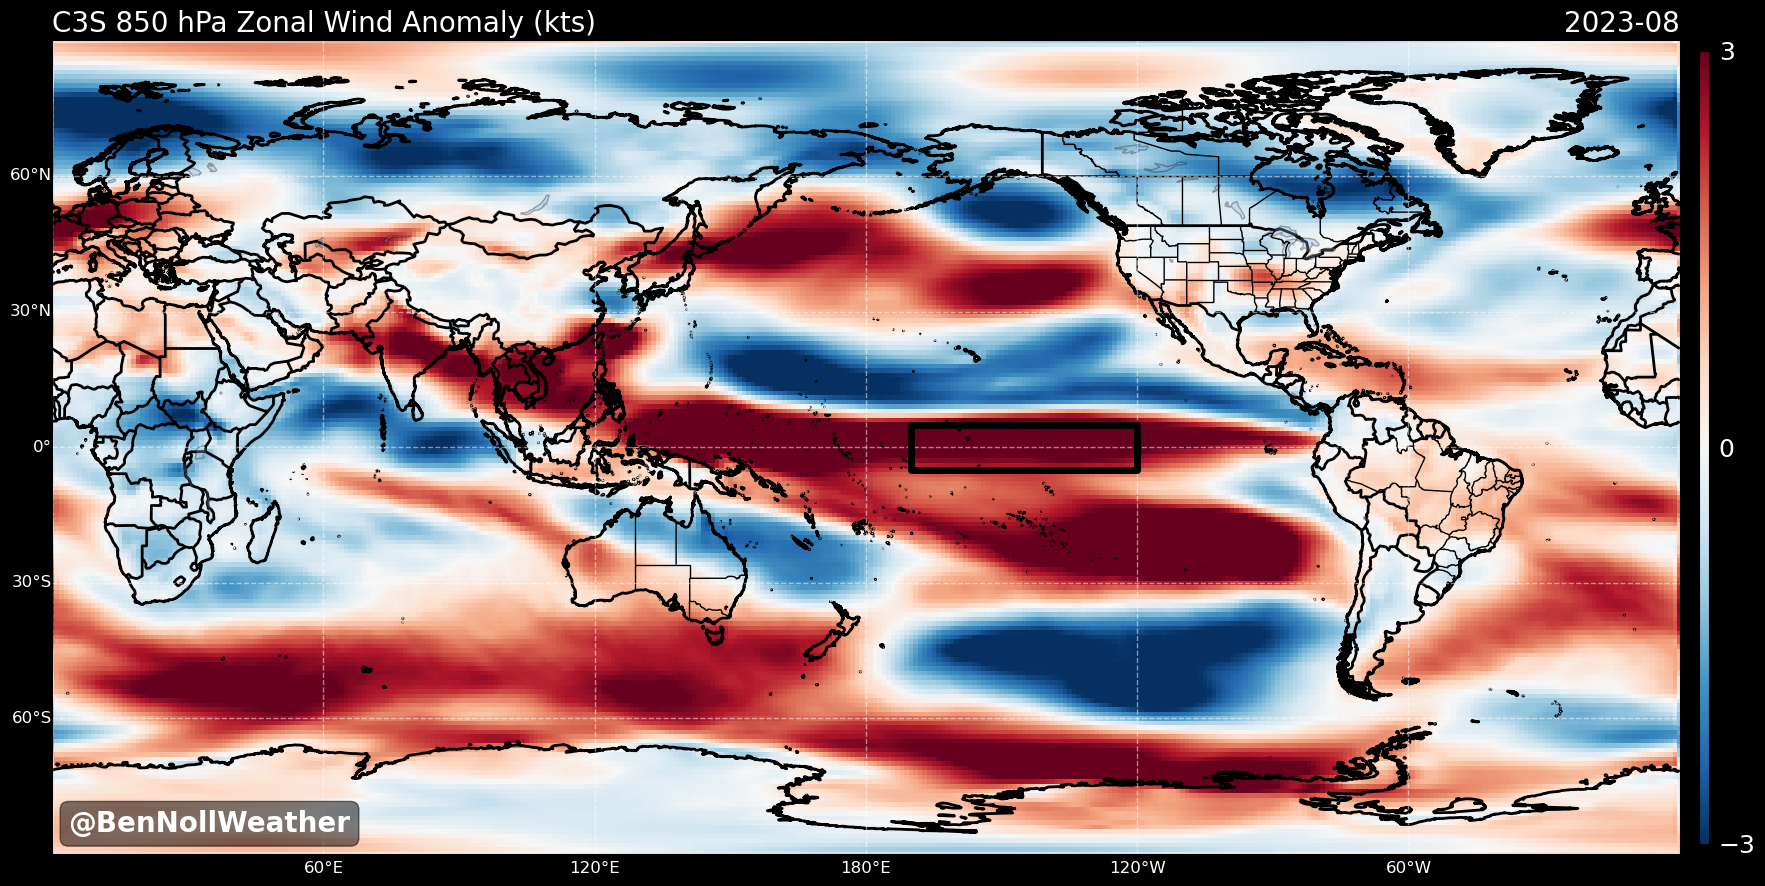 C3S 850 hPa Zonal Wind Anomaly (kts)
2023-08
3
0
−3
60°N
30°N
0°
30°S
60°S
60°E
120°E
180°E
120°W
60°W
@BenNollWeather